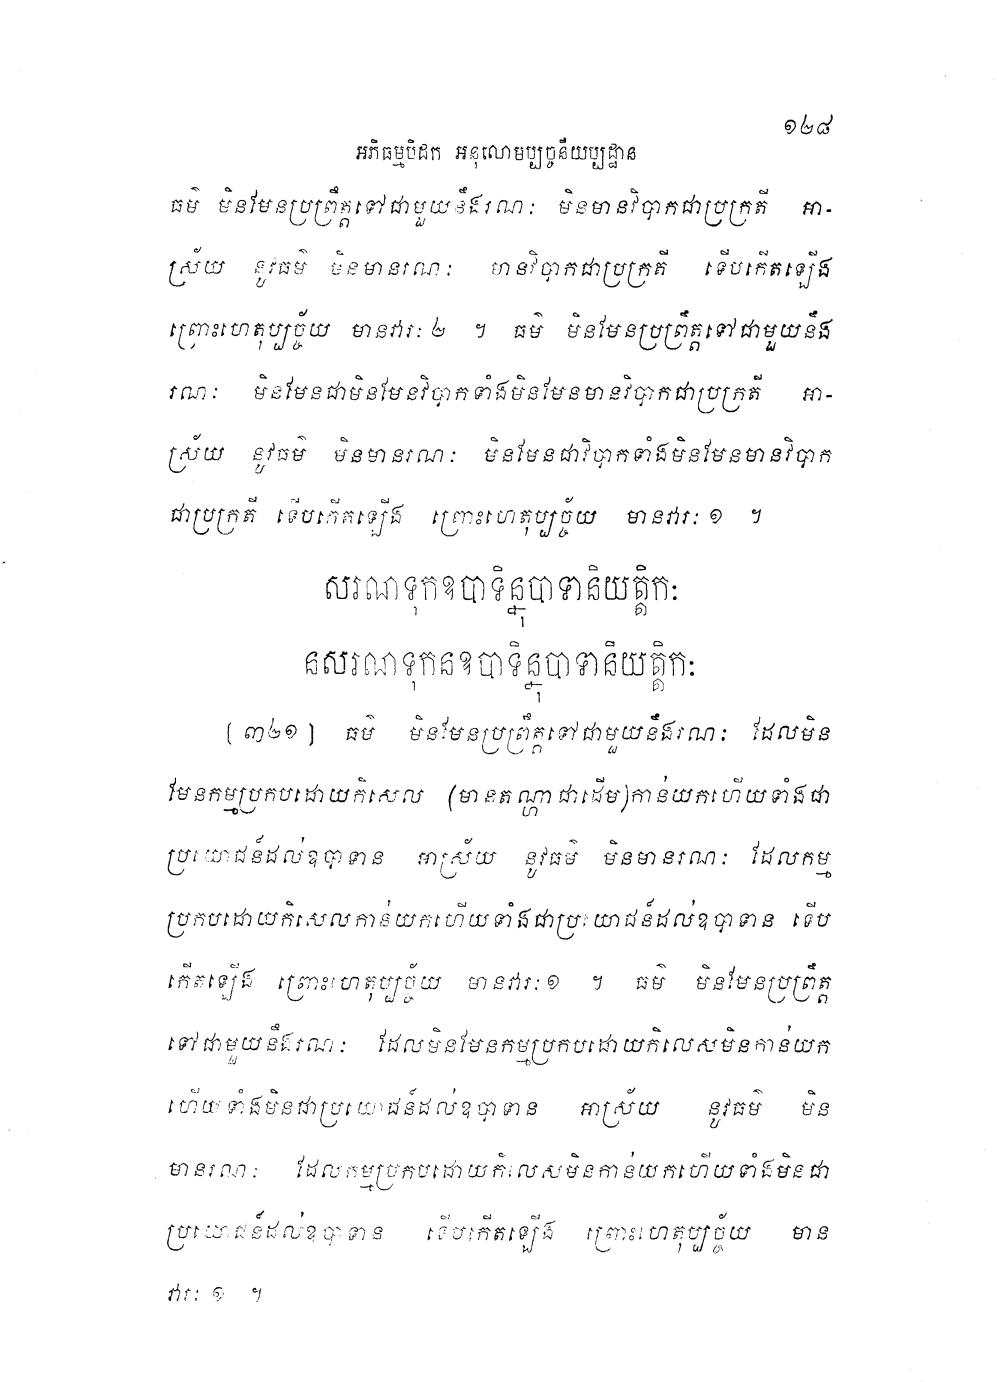 ១២៨
អភិធម្មបិដក អនុលោមប្បច្ចនីយប្បដ្ឋាន
ធម៌ មិនមែនប្រព្រឹត្តទៅជាមួយនឹងរណៈ មិនមានវិបាកជាប្រក្រតី អា-
ស្រ័យ នូវធម៌ មិនមានរណៈ មានវិបាកជាប្រក្រតី ទើបកើតឡើង
ព្រោះហេតុប្បច្ច័យ មានវារៈ ២ ។ ធម៌ មិនមែនប្រព្រឹត្តទៅជាមួយនឹង
រណៈ មិនមែនជាមិនមែនវិបាកទាំងមិនមែនមានវិបាកជាប្រក្រតី អា-
ស្រ័យ នូវធម៌ មិនមានរណៈ មិនមែនជាវិបាកទាំងមិនមែនមានវិបាក
ជាប្រក្រតី ទើបកើតឡើង ព្រោះហេតុប្បច្ច័យ មានវារៈ ១ ។
សរណទុកឧបាទិន្នុបាទានិយត្តិកៈ
នសរណទុកនឧបាទិន្នុបាទានិយត្តិកៈ
[ ៣២១ ] ធម៌ មិនមែនប្រព្រឹត្តទៅជាមួយនឹងរណៈ ដែលមិន
មែនកម្មប្រកបដោយកិលេស (មានតណ្ហាជាដើម)កាន់យកហើយទាំងជា
ប្រយោជន៍ដល់ឧបាទាន អាស្រ័យ នូវធម៌ មិនមានរណៈ ដែលកម្ម
ប្រកបដោយកិលេសកាន់យកហើយទាំងជាប្រយោជន៍ដល់ឧបាទាន ទើប
កើតឡើង ព្រោះហេតុប្បច្ច័យ មានវារៈ ១ ។ ធម៌ មិនមែនប្រព្រឹត្ត
ទៅជាមួយនឹងរណៈ ដែលមិនមែនកម្មប្រកបដោយកិលេសមិនកាន់យក
ហើយទាំងមិនជាប្រយោជន៍ដល់ឧបាទាន អាស្រ័យ នូវធម៌ មិន
មានរណៈ ដែលកម្មប្រកបដោយកិលេសមិនកាន់យកហើយទាំងមិនជា
ប្រយោជន៍ដល់ឧបាទាន ទើបកើតឡើង ព្រោះហេតុប្បច្ច័យ មាន
វារៈ ១ ។